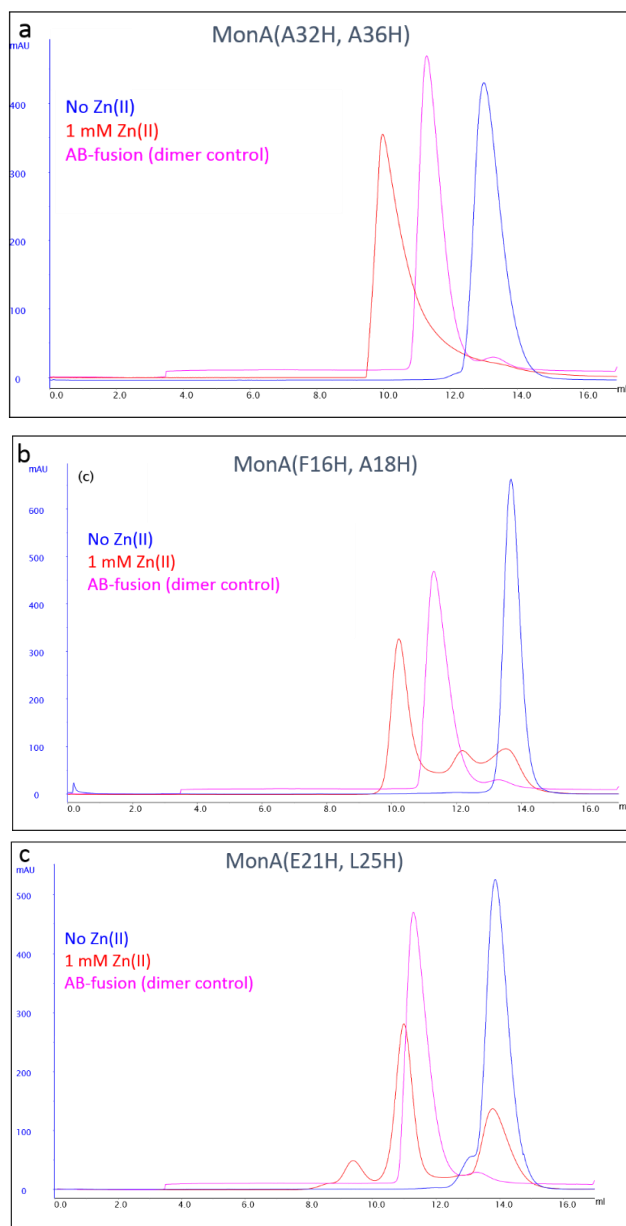 a
MonA(A32H, A36H)
mAU
No Zn(II)
1 mM Zn(II)
AB-fusion (dimer control)
400
300
200
100
0
0.0 2.0 4.0 6.0 8.0 10.0 12.0 14.0 16.0 ml
b
(c)
MonA(F16H, A18H)
mAU
No Zn(II)
1 mM Zn(II)
AB-fusion (dimer control)
600
500
400
300
200
100
0
0.0 2.0 4.0 6.0 8.0 10.0 12.0 14.0 16.0 ml
c
MonA(E21H, L25H)
mAU
No Zn(II)
1 mM Zn(II)
AB-fusion (dimer control)
500
400
300
200
100
0
0.0 2.0 4.0 6.0 8.0 10.0 12.0 14.0 16.0 ml